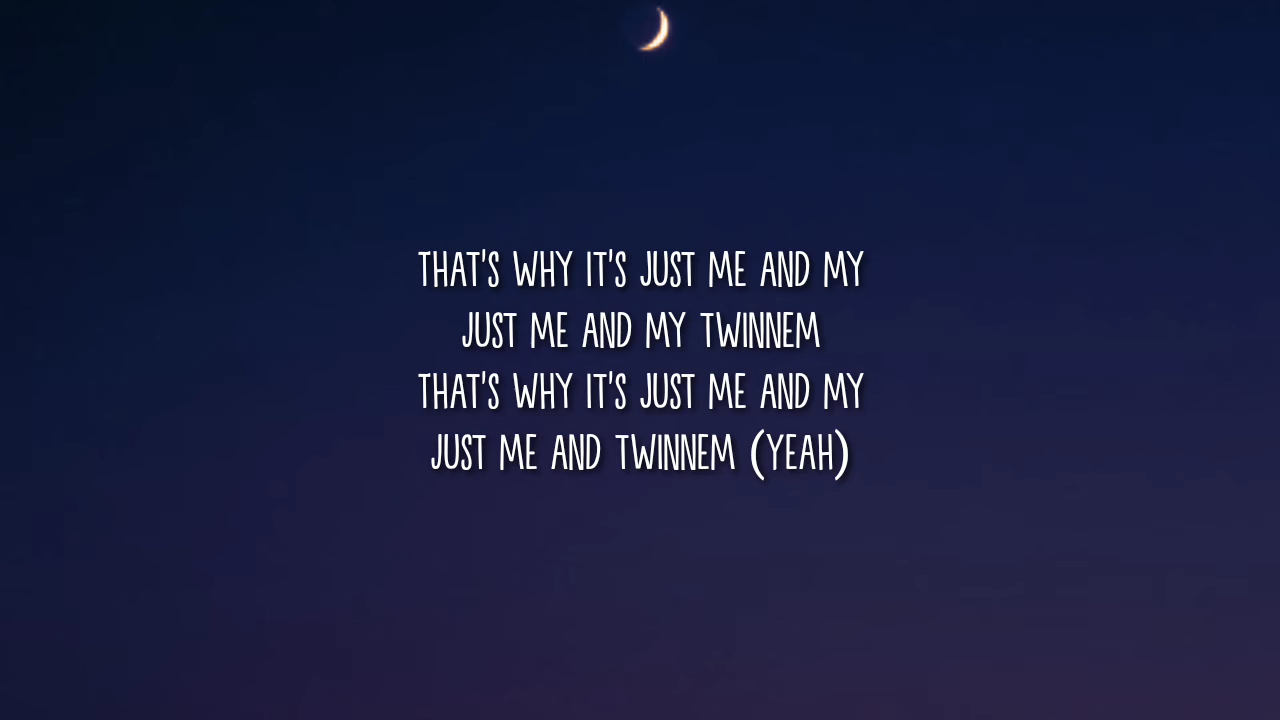 THAT'S WHY IT'S JUST ME AND MY
JUST ME AND MY TWINNEM
THAT'S WHY IT'S JUST ME AND MY
JUST ME AND TWINNEM (YEAH)